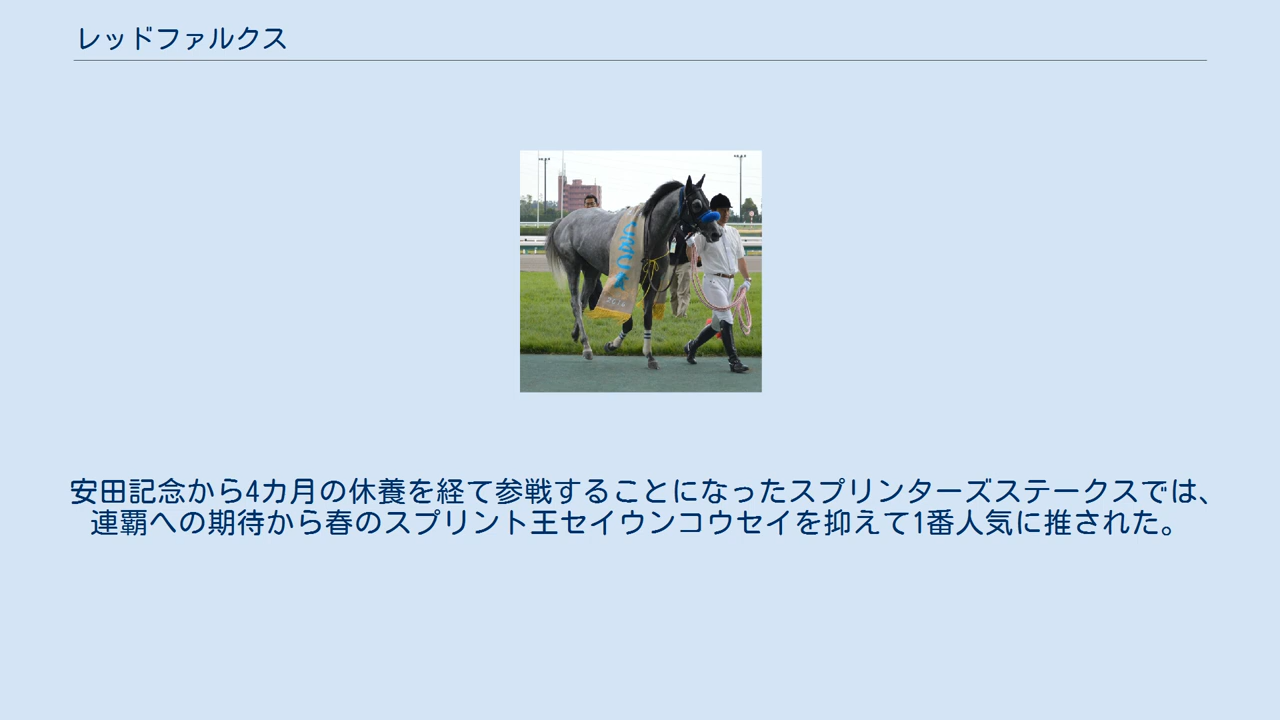 レッドファルクス
安田記念から4カ月の休養を経て参戦することになったスプリンターズステークスでは、
連覇への期待から春のスプリント王セイウンコウセイを抑えて1番人気に推された。